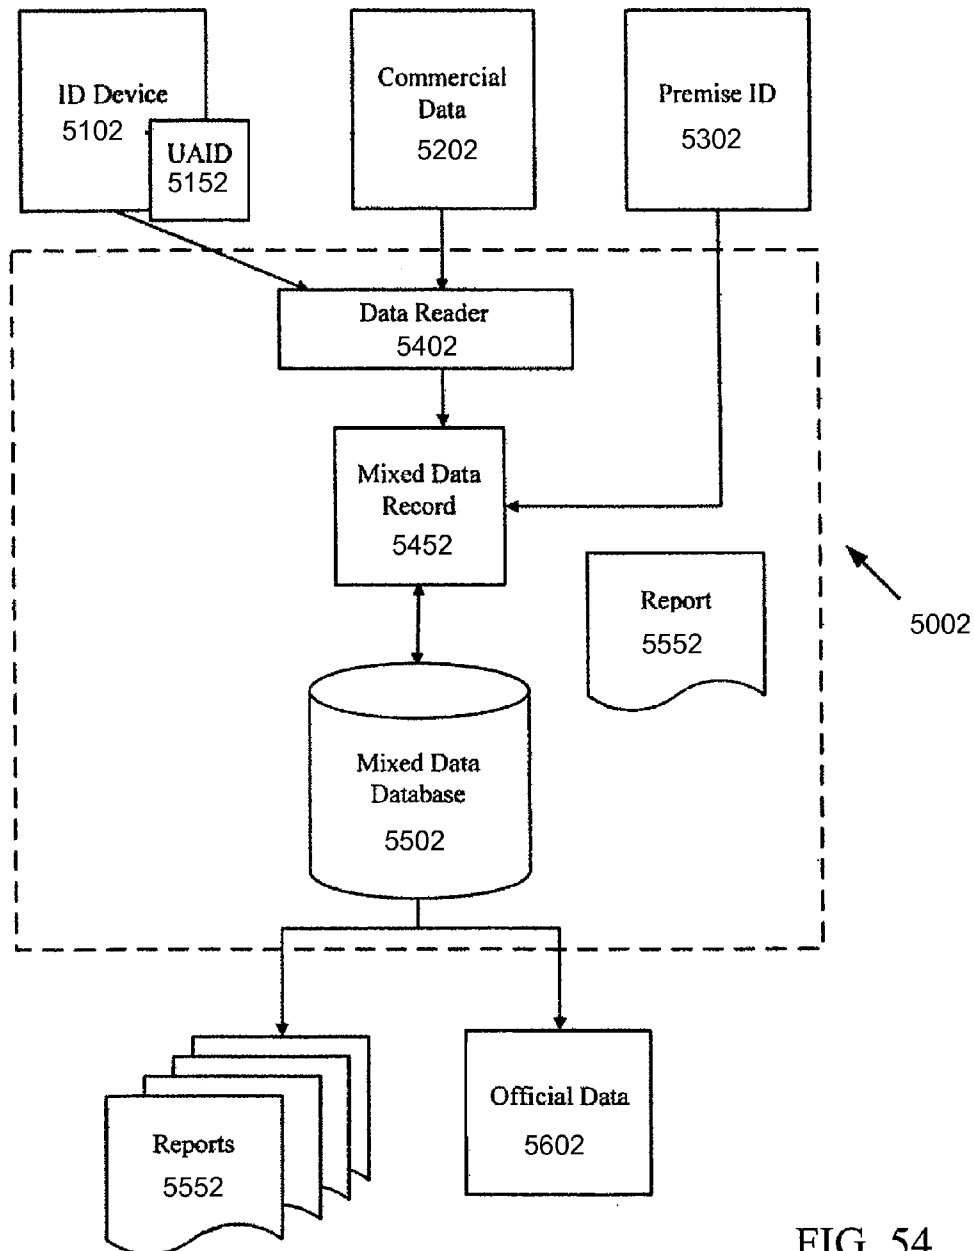 ID Device
5102
UAID
5152
Commercial
Data
5202
Premise ID
5302
Data Reader
5402
Mixed Data
Record
5452
Report
5552
5002
Mixed Data
Database
5502
Reports
5552
Official Data
5602
FIG. 54